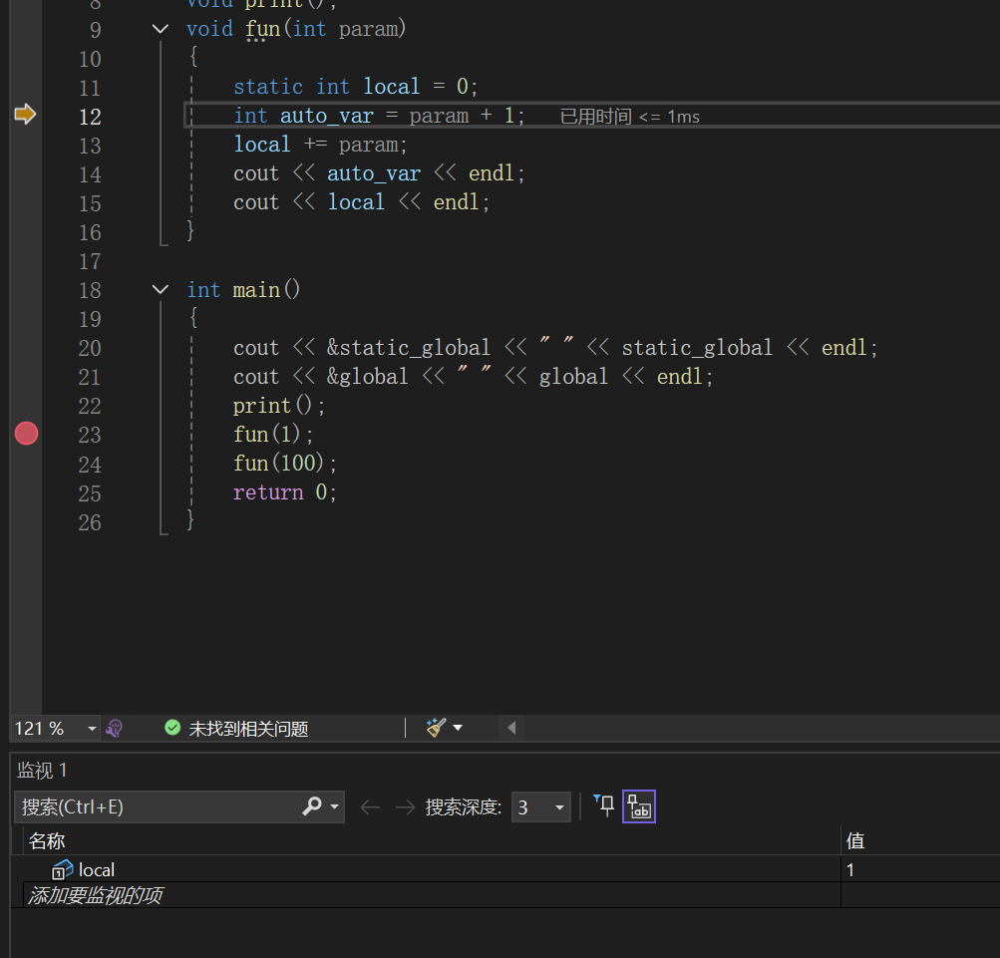 8 void print();
9 void fun(int param)
10 {
11 static int local = 0;
12 int auto_var = param + 1; 已用时间 <= 1ms
13 local += param;
14 cout << auto_var << endl;
15 cout << local << endl;
16 }
17
18 int main()
19 {
20 cout << &static_global << " " << static_global << endl;
21 cout << &global << " " << global << endl;
22 print();
23 fun(1);
24 fun(100);
25 return 0;
26 }
121 % 未找到相关问题
监视 1
搜索(Ctrl+E) 搜索深度: 3
名称 值
local 1
添加要监视的项